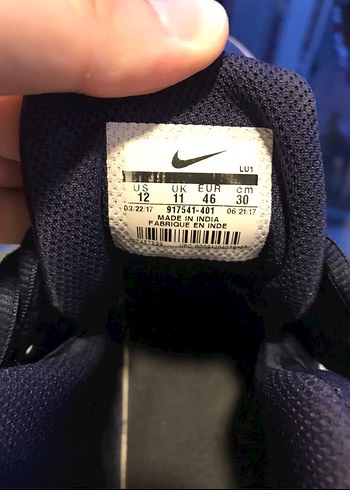 LU1
US UK EUR cm
12 11 46 30
03/22/17 917541-401 06/21/17
MADE IN INDIA
FABRIQUE EN INDE